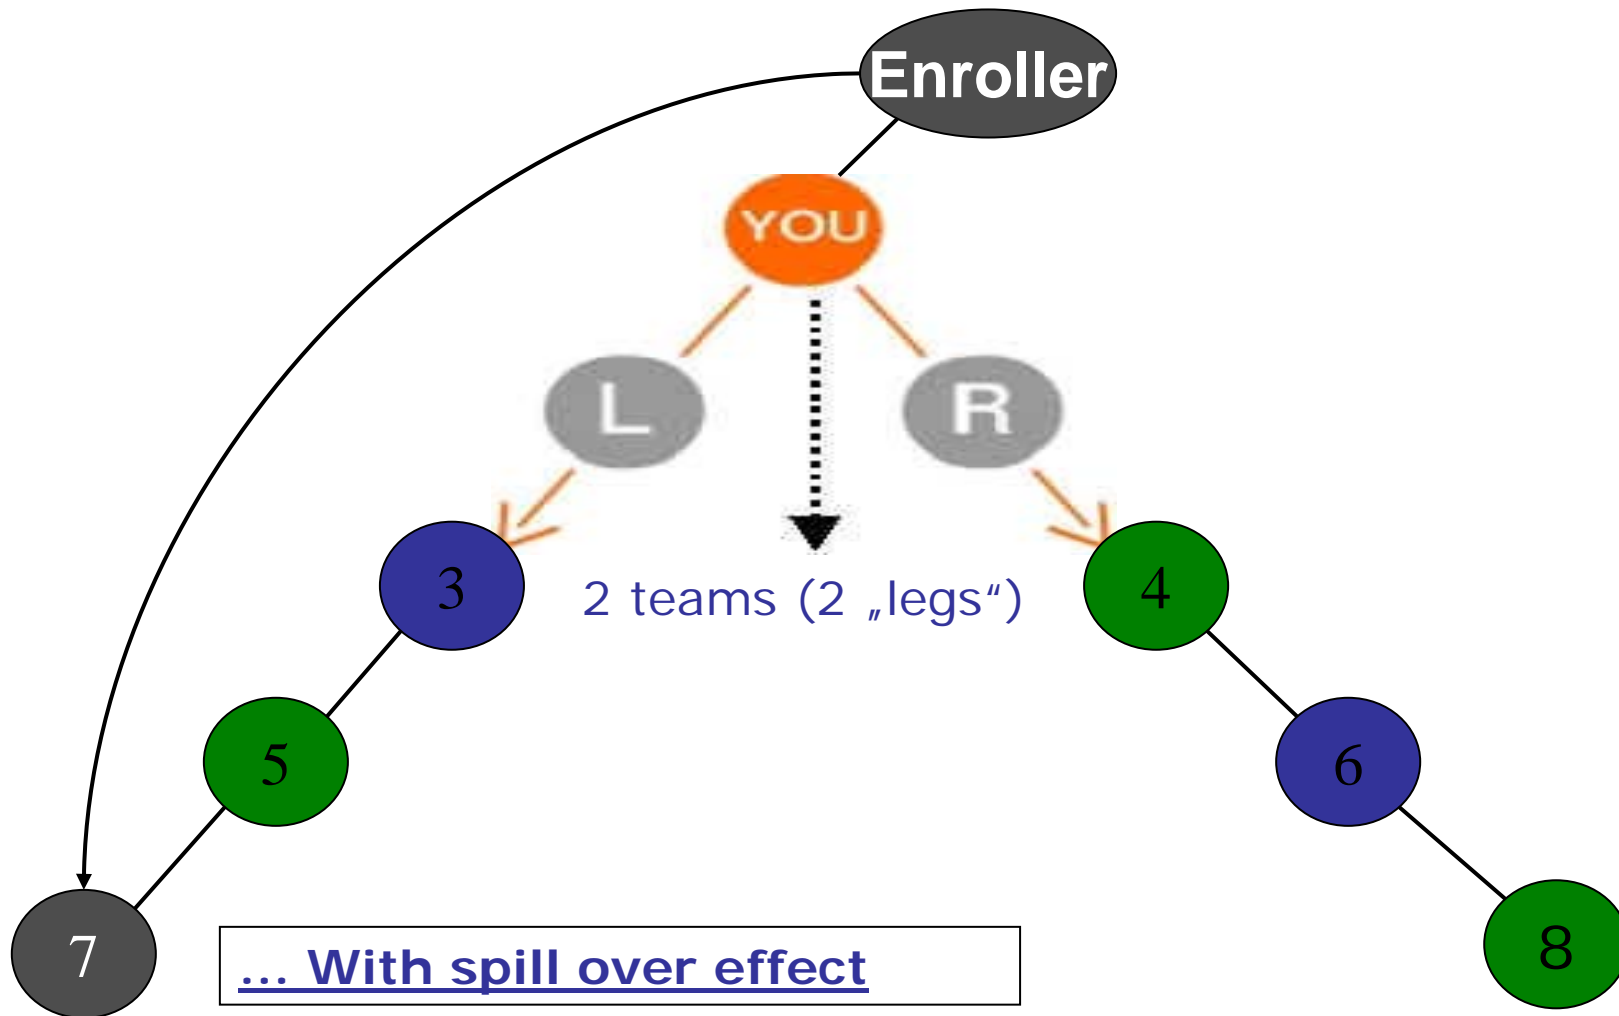 Enroller
YOU
L
R
3
2 teams (2 „legs“)
4
5
6
7
... With spill over effect
8